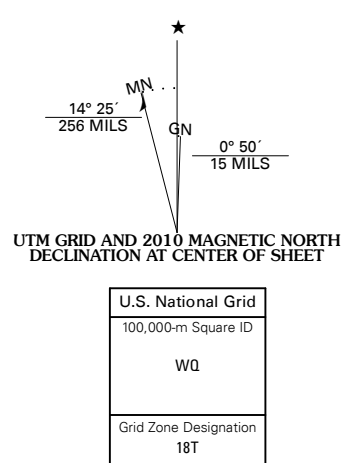 ★
MN
14° 25´
256 MILS
GN
0° 50´
15 MILS
UTM GRID AND 2010 MAGNETIC NORTH
DECLINATION AT CENTER OF SHEET
U.S. National Grid
100,000-m Square ID
WQ
Grid Zone Designation
18T